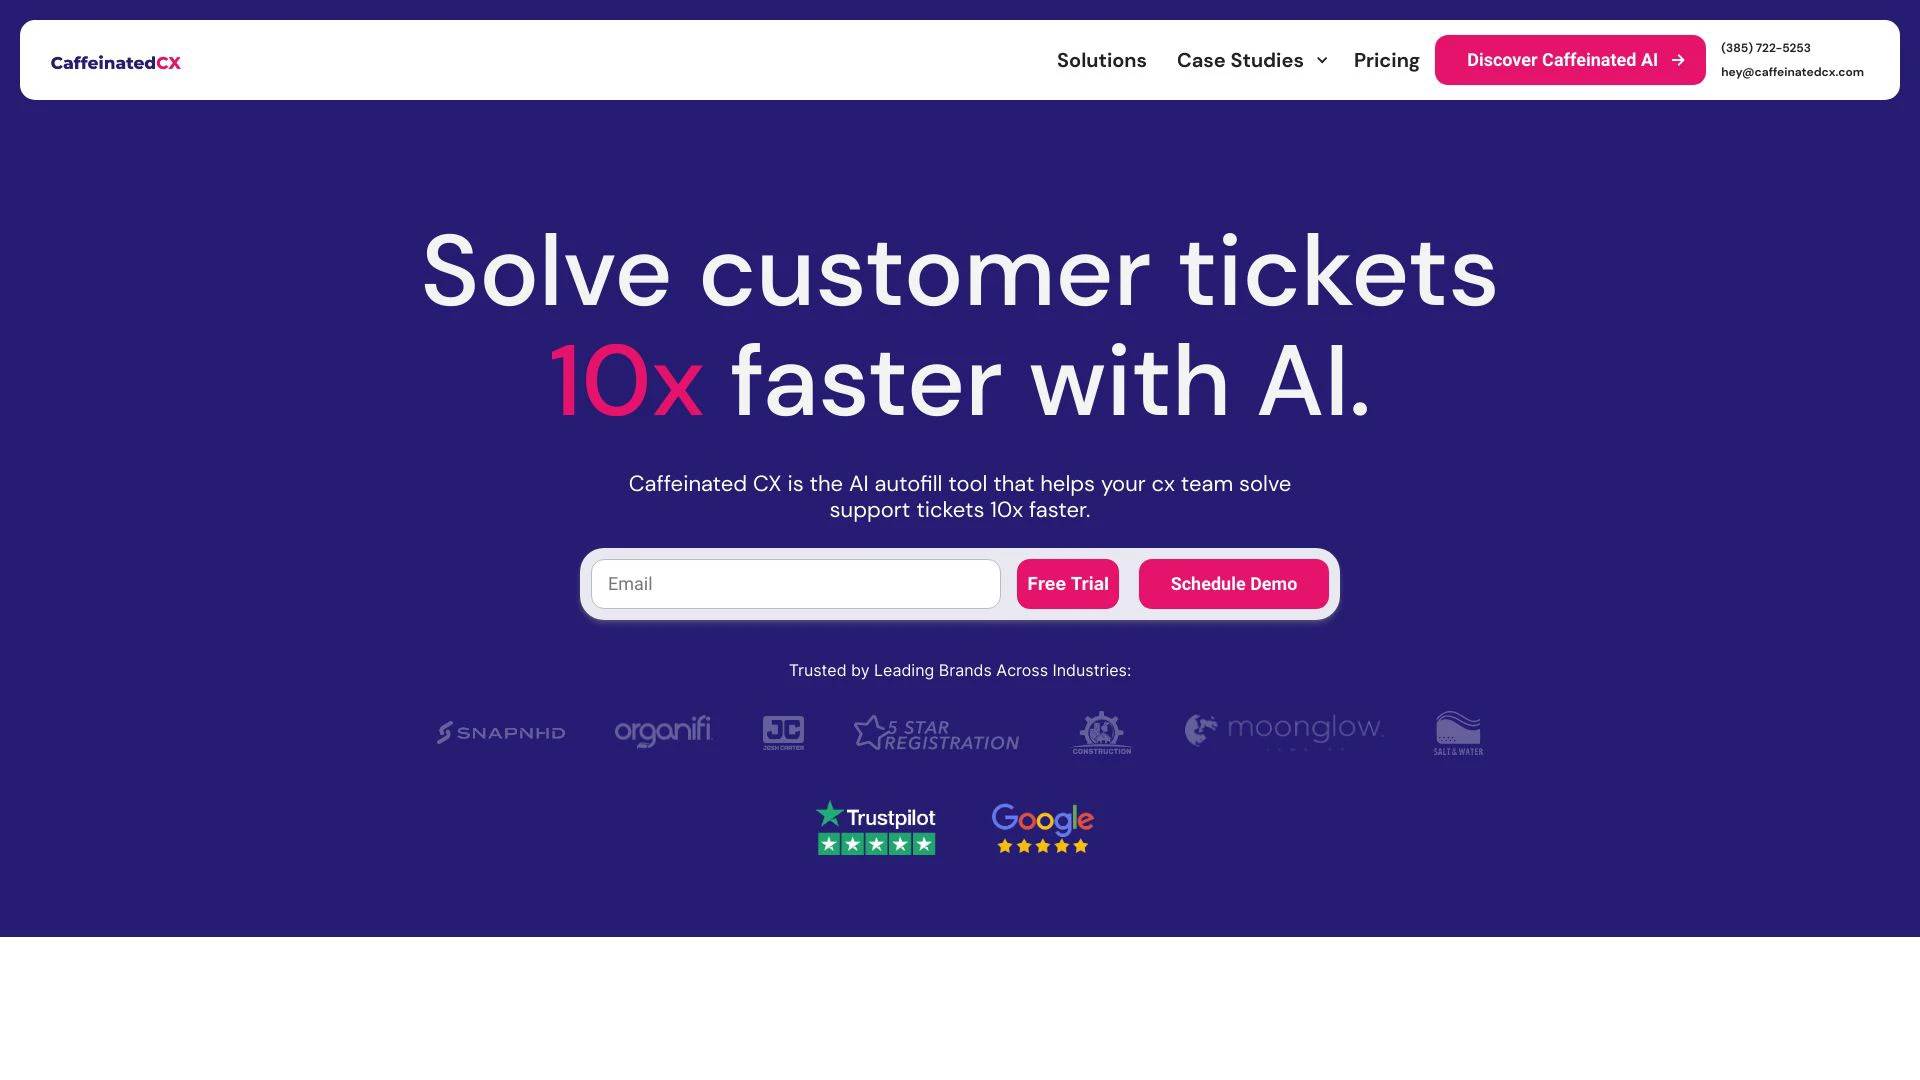 CaffeinatedCX
Solutions
Case Studies
Pricing
Discover Caffeinated AI
(385) 722-5253
hey@caffeinatedcx.com
Solve customer tickets
10x faster with AI.
Caffeinated CX is the AI autofill tool that helps your cx team solve
support tickets 10x faster.
Email
Free Trial
Schedule Demo
Trusted by Leading Brands Across Industries:
SNAPNHD
organifi
JC
JOSH CARTER
5 STAR
REGISTRATION
CONSTRUCTION
moonglow.
SALT & WATER
Trustpilot
Google